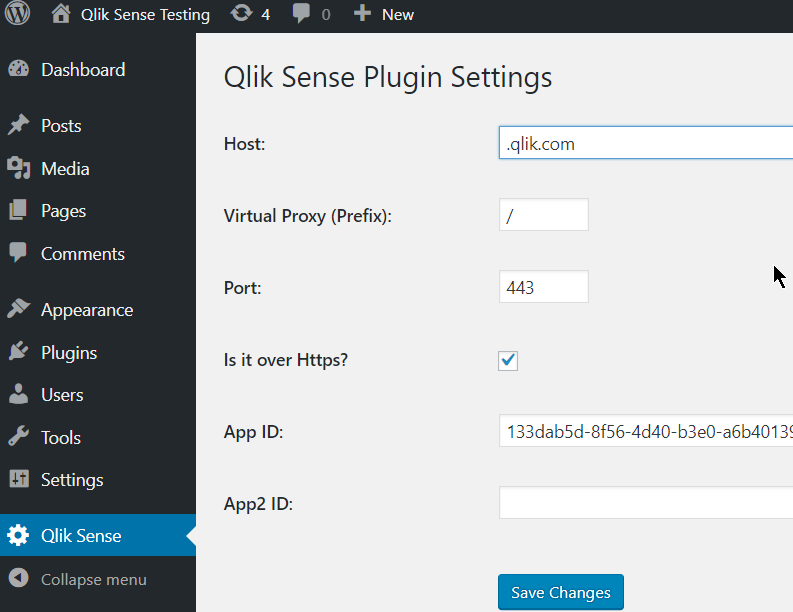 Qlik Sense Testing 4 0 New
Dashboard
Posts
Media
Pages
Comments
Appearance
Plugins
Users
Tools
Settings
Qlik Sense
Collapse menu
Qlik Sense Plugin Settings
Host: .qlik.com
Virtual Proxy (Prefix): /
Port: 443
Is it over Https?
App ID: 133dab5d-8f56-4d40-b3e0-a6b40139
App2 ID:
Save Changes